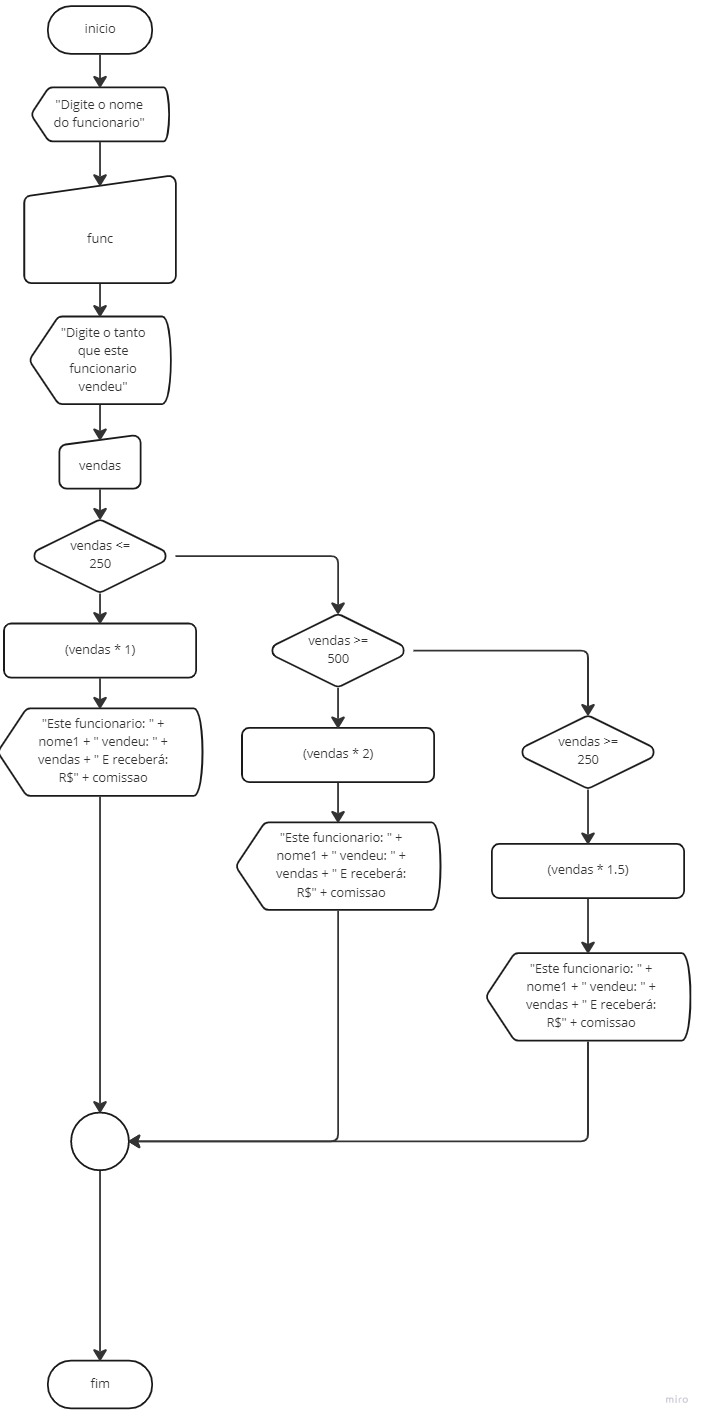 inicio
"Digite o nome
do funcionario"
func
"Digite o tanto
que este
funcionario
vendeu"
vendas
vendas <=
250
(vendas * 1)
"Este funcionario: " +
nome1 + " vendeu: " +
vendas + " E receberá:
R$" + comissao
vendas >=
500
(vendas * 2)
"Este funcionario: " +
nome1 + " vendeu: " +
vendas + " E receberá:
R$" + comissao
vendas >=
250
(vendas * 1.5)
"Este funcionario: " +
nome1 + " vendeu: " +
vendas + " E receberá:
R$" + comissao
fim
miro